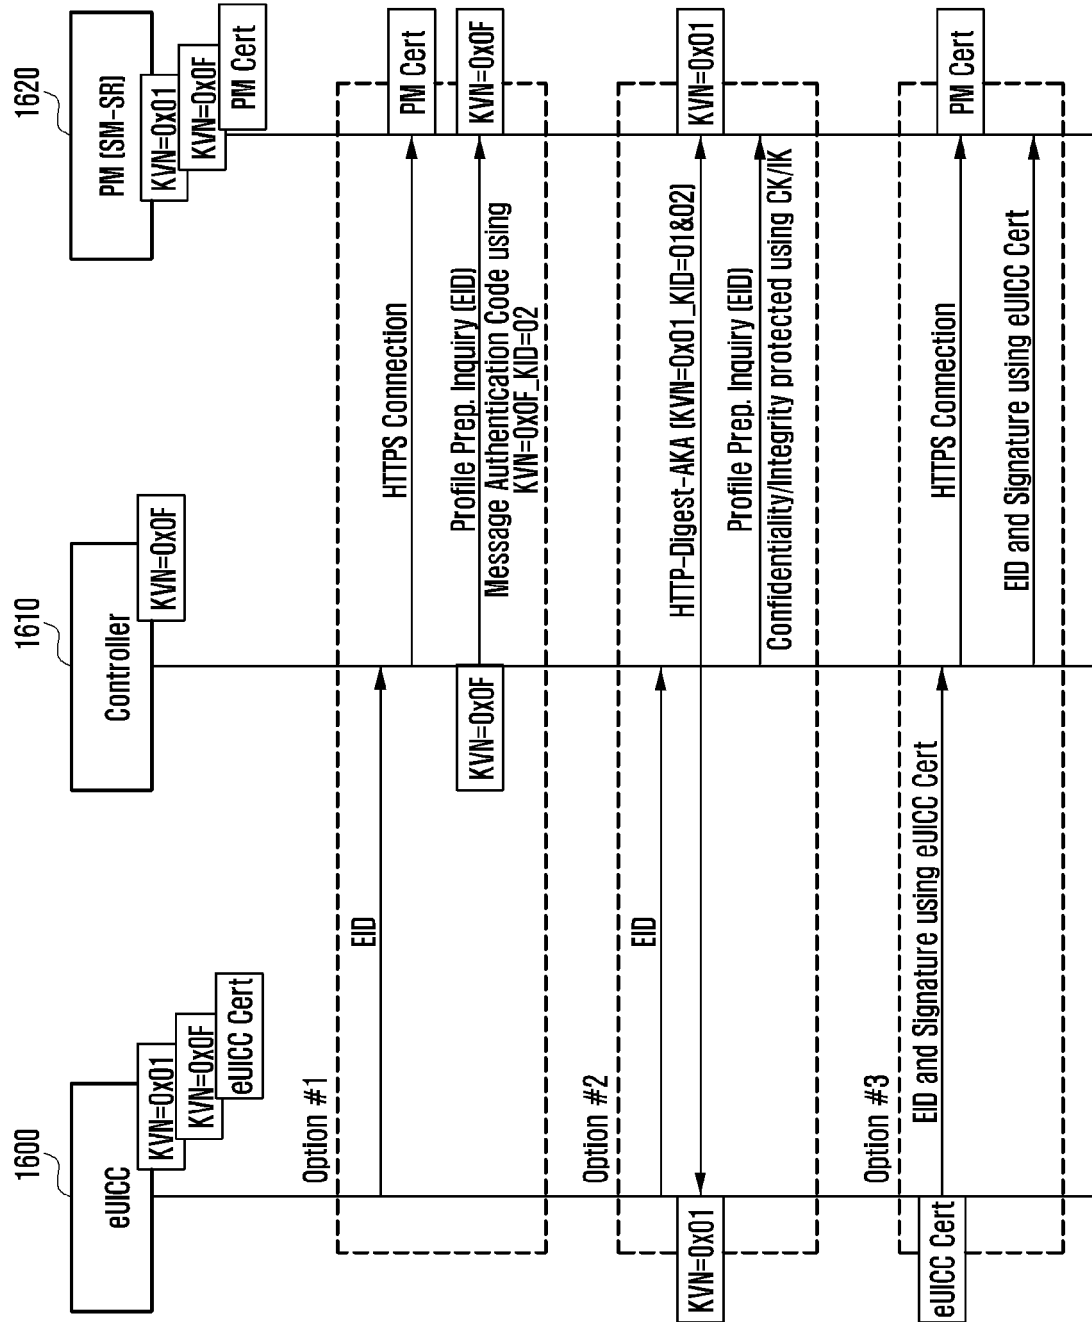 1600
eUICC
KVN=0x01
KVN=0x0F
eUICC Cert
1610
Controller
KVN=0x0F
1620
PM (SM-SR)
KVN=0x01
KVN=0x0F
PM Cert
Option #1
EID
HTTPS Connection
PM Cert
KVN=0x0F
Profile Prep. Inquiry (EID)
Message Authentication Code using
KVN=0x0F_KID=02
KVN=0x0F
Option #2
EID
KVN=0x01
HTTP-Digest-AKA (KVN=0x01_KID=01&02)
KVN=0x01
Profile Prep. Inquiry (EID)
Confidentiality/Integrity protected using CK/IK
Option #3
eUICC Cert
EID and Signature using eUICC Cert
HTTPS Connection
PM Cert
EID and Signature using eUICC Cert